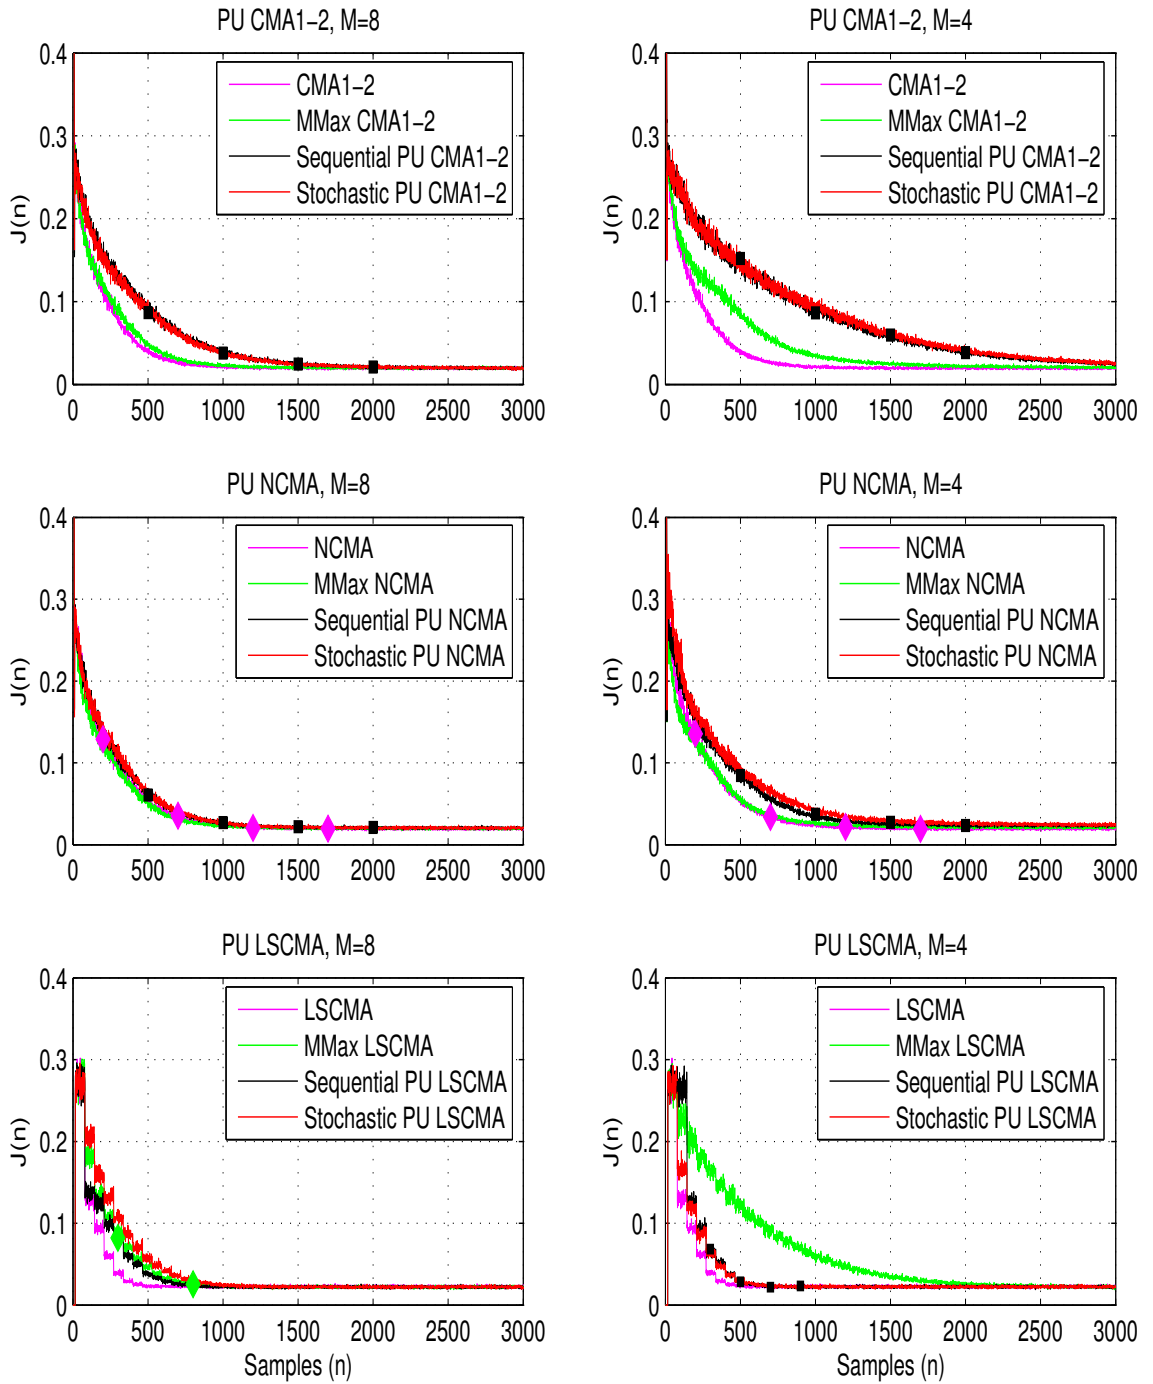 PU CMA1-2, M=8
0.4
0.3
0.2
0.1
0
J(n)
CMA1-2
MMax CMA1-2
Sequential PU CMA1-2
Stochastic PU CMA1-2
0 500 1000 1500 2000 2500 3000
PU CMA1-2, M=4
0.4
0.3
0.2
0.1
0
J(n)
CMA1-2
MMax CMA1-2
Sequential PU CMA1-2
Stochastic PU CMA1-2
0 500 1000 1500 2000 2500 3000
PU NCMA, M=8
0.4
0.3
0.2
0.1
0
J(n)
NCMA
MMax NCMA
Sequential PU NCMA
Stochastic PU NCMA
0 500 1000 1500 2000 2500 3000
PU NCMA, M=4
0.4
0.3
0.2
0.1
0
J(n)
NCMA
MMax NCMA
Sequential PU NCMA
Stochastic PU NCMA
0 500 1000 1500 2000 2500 3000
PU LSCMA, M=8
0.4
0.3
0.2
0.1
0
J(n)
LSCMA
MMax LSCMA
Sequential PU LSCMA
Stochastic PU LSCMA
0 500 1000 1500 2000 2500 3000
Samples (n)
PU LSCMA, M=4
0.4
0.3
0.2
0.1
0
J(n)
LSCMA
MMax LSCMA
Sequential PU LSCMA
Stochastic PU LSCMA
0 500 1000 1500 2000 2500 3000
Samples (n)